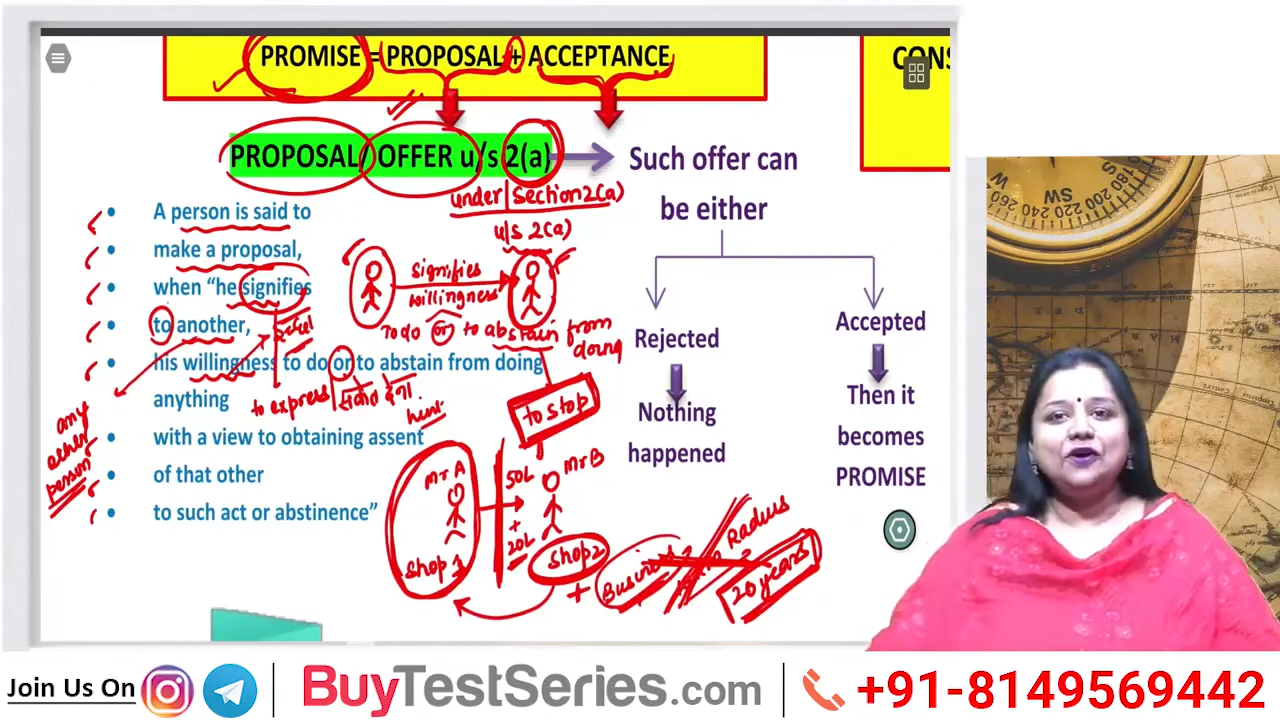 PROMISE = PROPOSAL + ACCEPTANCE
CONS
PROPOSAL/ OFFER u/s 2(a)
under Section 2(a)
u/s 2(a)
Such offer can
be either
• A person is said to
• make a proposal,
• when "he signifies
• to another,
• his willingness to do or to abstain from doing
anything
• with a view to obtaining assent
• of that other
• to such act or abstinence"
signifies
willingness
to do or to abstain from
doing
to express
any
other
person
to stop
Mr A
Shop 1
50L
+
20L
Mr B
Shop 2
+
Business
Radius
20 years
Rejected
Nothing
happened
Accepted
Then it
becomes
PROMISE
SW
180
Join Us On
BuyTestSeries.com
+91-8149569442